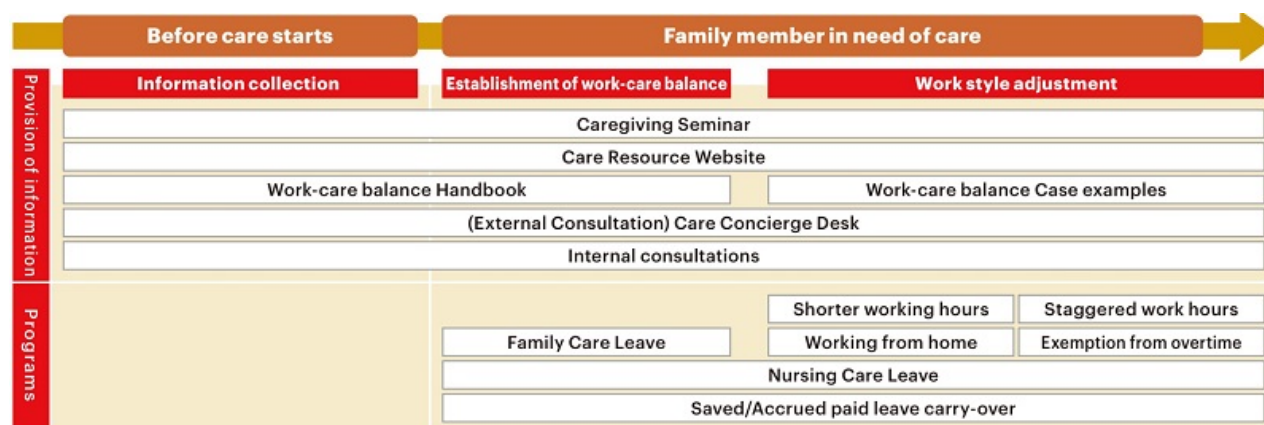 Before care starts
Family member in need of care
Provision of information
Information collection
Establishment of work-care balance
Work style adjustment
Caregiving Seminar
Care Resource Website
Work-care balance Handbook
Work-care balance Case examples
(External Consultation) Care Concierge Desk
Internal consultations
Programs
Shorter working hours
Staggered work hours
Family Care Leave
Working from home
Exemption from overtime
Nursing Care Leave
Saved/Accrued paid leave carry-over